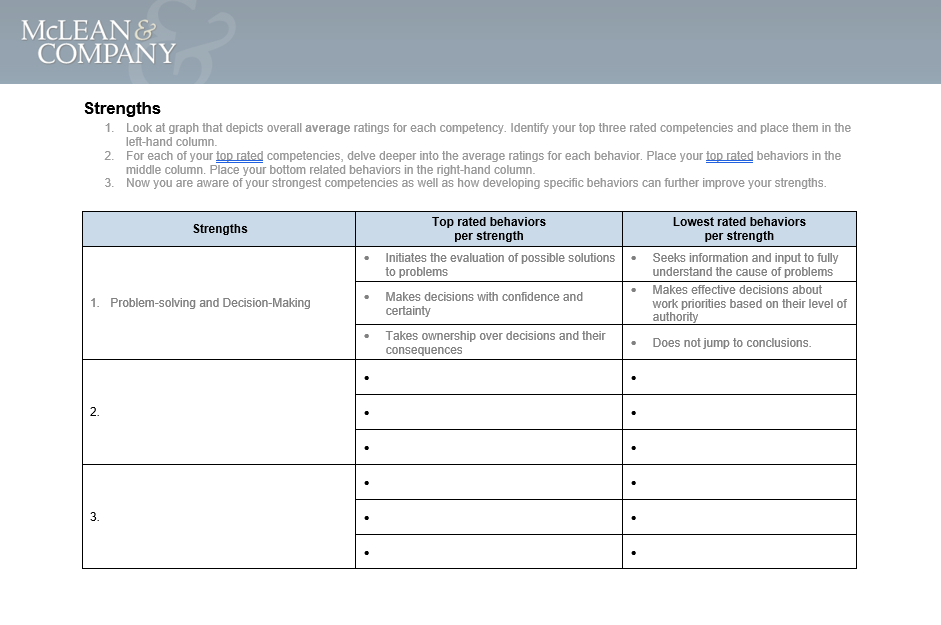 McLEAN &
COMPANY
Strengths
1. Look at graph that depicts overall average ratings for each competency. Identify your top three rated competencies and place them in the
left-hand column.
2. For each of your top rated competencies, delve deeper into the average ratings for each behavior. Place your top rated behaviors in the
middle column. Place your bottom related behaviors in the right-hand column.
3. Now you are aware of your strongest competencies as well as how developing specific behaviors can further improve your strengths.
Strengths
Top rated behaviors
per strength
Lowest rated behaviors
per strength
1. Problem-solving and Decision-Making
• Initiates the evaluation of possible solutions
to problems
• Seeks information and input to fully
understand the cause of problems
• Makes decisions with confidence and
certainty
• Makes effective decisions about
work priorities based on their level of
authority
• Takes ownership over decisions and their
consequences
• Does not jump to conclusions.
2.
3.